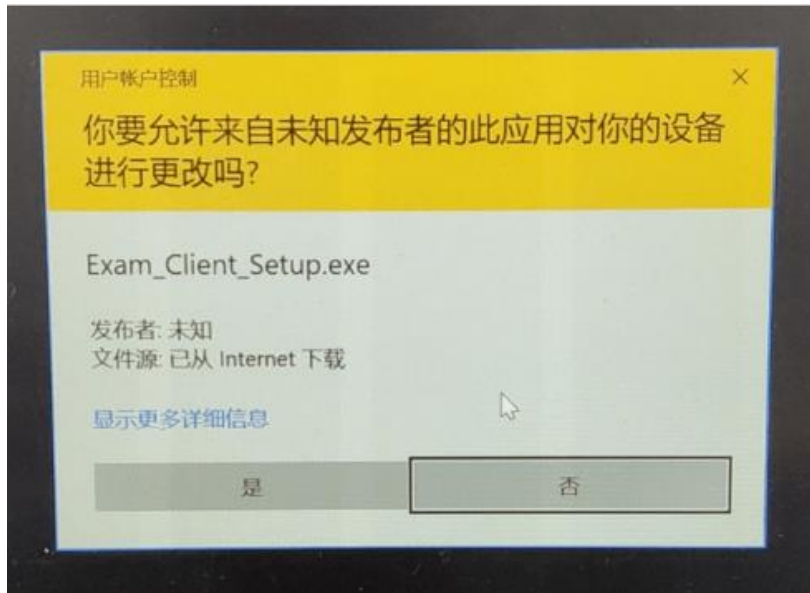 用户帐户控制
你要允许来自未知发布者的此应用对你的设备
进行更改吗?
Exam_Client_Setup.exe
发布者: 未知
文件源: 已从 Internet 下载
显示更多详细信息
是
否